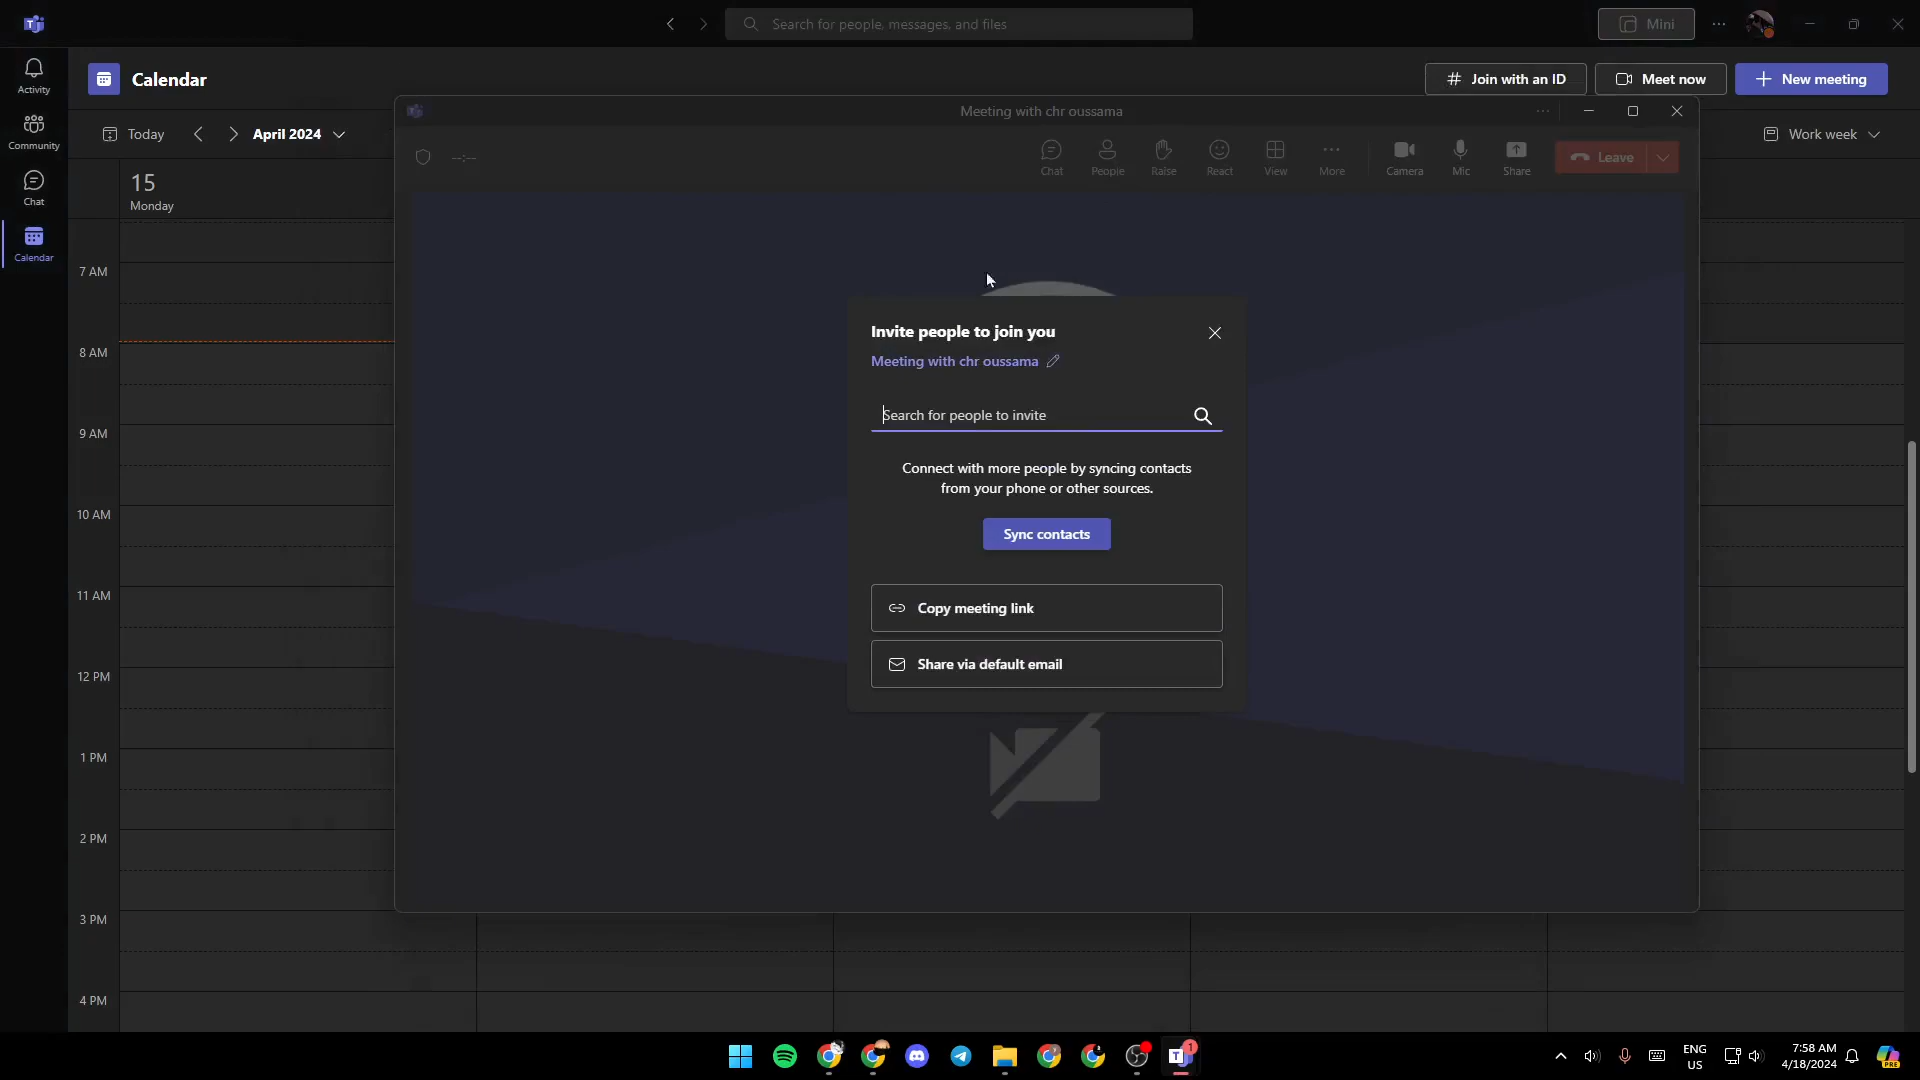 Search for people, messages, and files
Mini
Activity
Community
Chat
Calendar
Calendar
Join with an ID
Meet now
New meeting
Today
April 2024
Work week
15
Monday
7 AM
8 AM
9 AM
10 AM
11 AM
12 PM
1 PM
2 PM
3 PM
4 PM
Meeting with chr oussama
--:--
Chat
People
Raise
React
View
More
Camera
Mic
Share
Leave
Invite people to join you
Meeting with chr oussama
Search for people to invite
Connect with more people by syncing contacts
from your phone or other sources.
Sync contacts
Copy meeting link
Share via default email
1
ENG
US
7:58 AM
4/18/2024
PRE